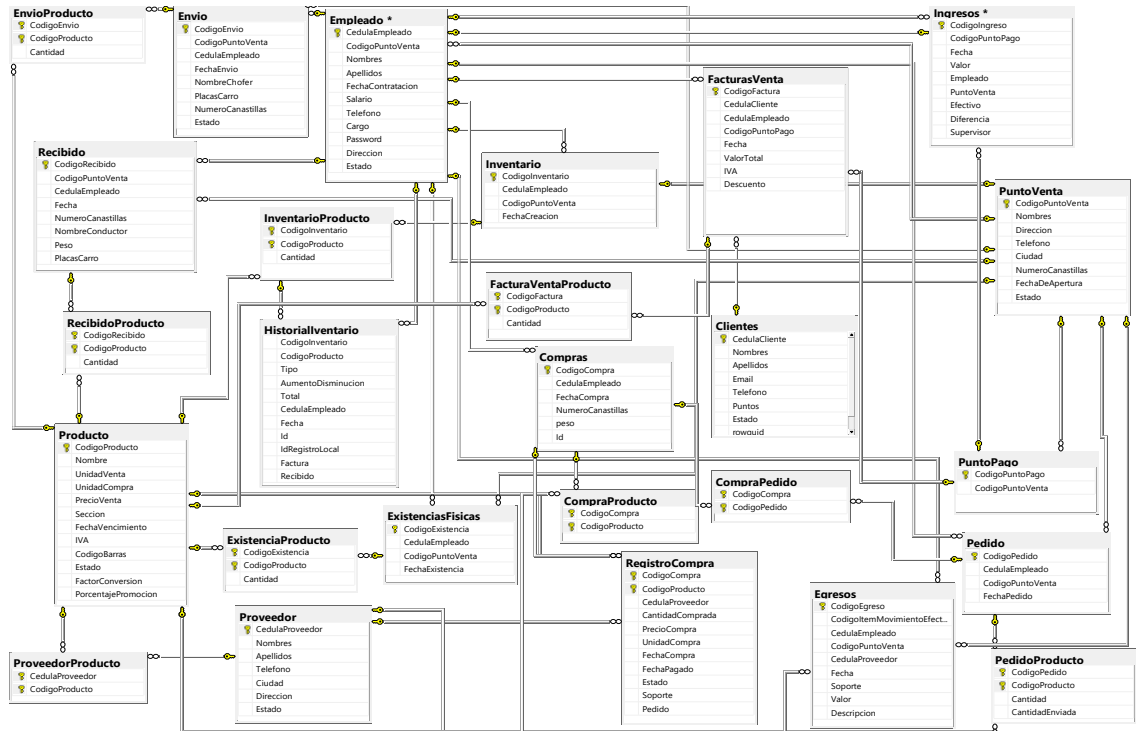 EnvioProducto
CodigoEnvio
CodigoProducto
Cantidad
Envio
CodigoEnvio
CodigoPuntoVenta
CedulaEmpleado
FechaEnvio
NombreChofer
PlacasCarro
NumeroCanastillas
Estado
Empleado *
CedulaEmpleado
CodigoPuntoVenta
Nombres
Apellidos
FechaContratacion
Salario
Telefono
Cargo
Password
Direccion
Estado
FacturasVenta
CodigoFactura
CedulaCliente
CedulaEmpleado
CodigoPuntoPago
Fecha
ValorTotal
IVA
Descuento
Ingresos *
CodigoIngreso
CodigoPuntoPago
Fecha
Valor
Empleado
PuntoVenta
Efectivo
Diferencia
Supervisor
Recibido
CodigoRecibido
CodigoPuntoVenta
CedulaEmpleado
Fecha
NumeroCanastillas
NombreConductor
Peso
PlacasCarro
Inventario
CodigoInventario
CedulaEmpleado
CodigoPuntoVenta
FechaCreacion
PuntoVenta
CodigoPuntoVenta
Nombres
Direccion
Telefono
Ciudad
NumeroCanastillas
FechaDeApertura
Estado
InventarioProducto
CodigoInventario
CodigoProducto
Cantidad
FacturaVentaProducto
CodigoFactura
CodigoProducto
Cantidad
RecibidoProducto
CodigoRecibido
CodigoProducto
Cantidad
HistorialIventario
CodigoInventario
CodigoProducto
Tipo
AumentoDisminucion
Total
CedulaEmpleado
Fecha
Id
IdRegistroLocal
Factura
Recibido
Compras
CodigoCompra
CedulaEmpleado
FechaCompra
NumeroCanastillas
peso
Id
Clientes
CedulaCliente
Nombres
Apellidos
Email
Telefono
Puntos
Estado
rowguid
Producto
CodigoProducto
Nombre
UnidadVenta
UnidadCompra
PrecioVenta
Seccion
FechaVencimiento
IVA
CodigoBarras
Estado
FactorConversion
PorcentajePromocion
PuntoPago
CodigoPuntoPago
CodigoPuntoVenta
CompraPedido
CodigoCompra
CodigoPedido
CompraProducto
CodigoCompra
CodigoProducto
ExistenciasFisicas
CodigoExistencia
CedulaEmpleado
CodigoPuntoVenta
FechaExistencia
ExistenciaProducto
CodigoExistencia
CodigoProducto
Cantidad
Pedido
CodigoPedido
CedulaEmpleado
CodigoPuntoVenta
FechaPedido
RegistroCompra
CodigoCompra
CodigoProducto
CedulaProveedor
CantidadComprada
PrecioCompra
UnidadCompra
FechaCompra
FechaPagado
Estado
Soporte
Pedido
Egresos
CodigoEgreso
CodigoItemMovimientoEfect...
CedulaEmpleado
CodigoPuntoVenta
CedulaProveedor
Fecha
Soporte
Valor
Descripcion
Proveedor
CedulaProveedor
Nombres
Apellidos
Telefono
Ciudad
Direccion
Estado
ProveedorProducto
CedulaProveedor
CodigoProducto
PedidoProducto
CodigoPedido
CodigoProducto
Cantidad
CantidadEnviada